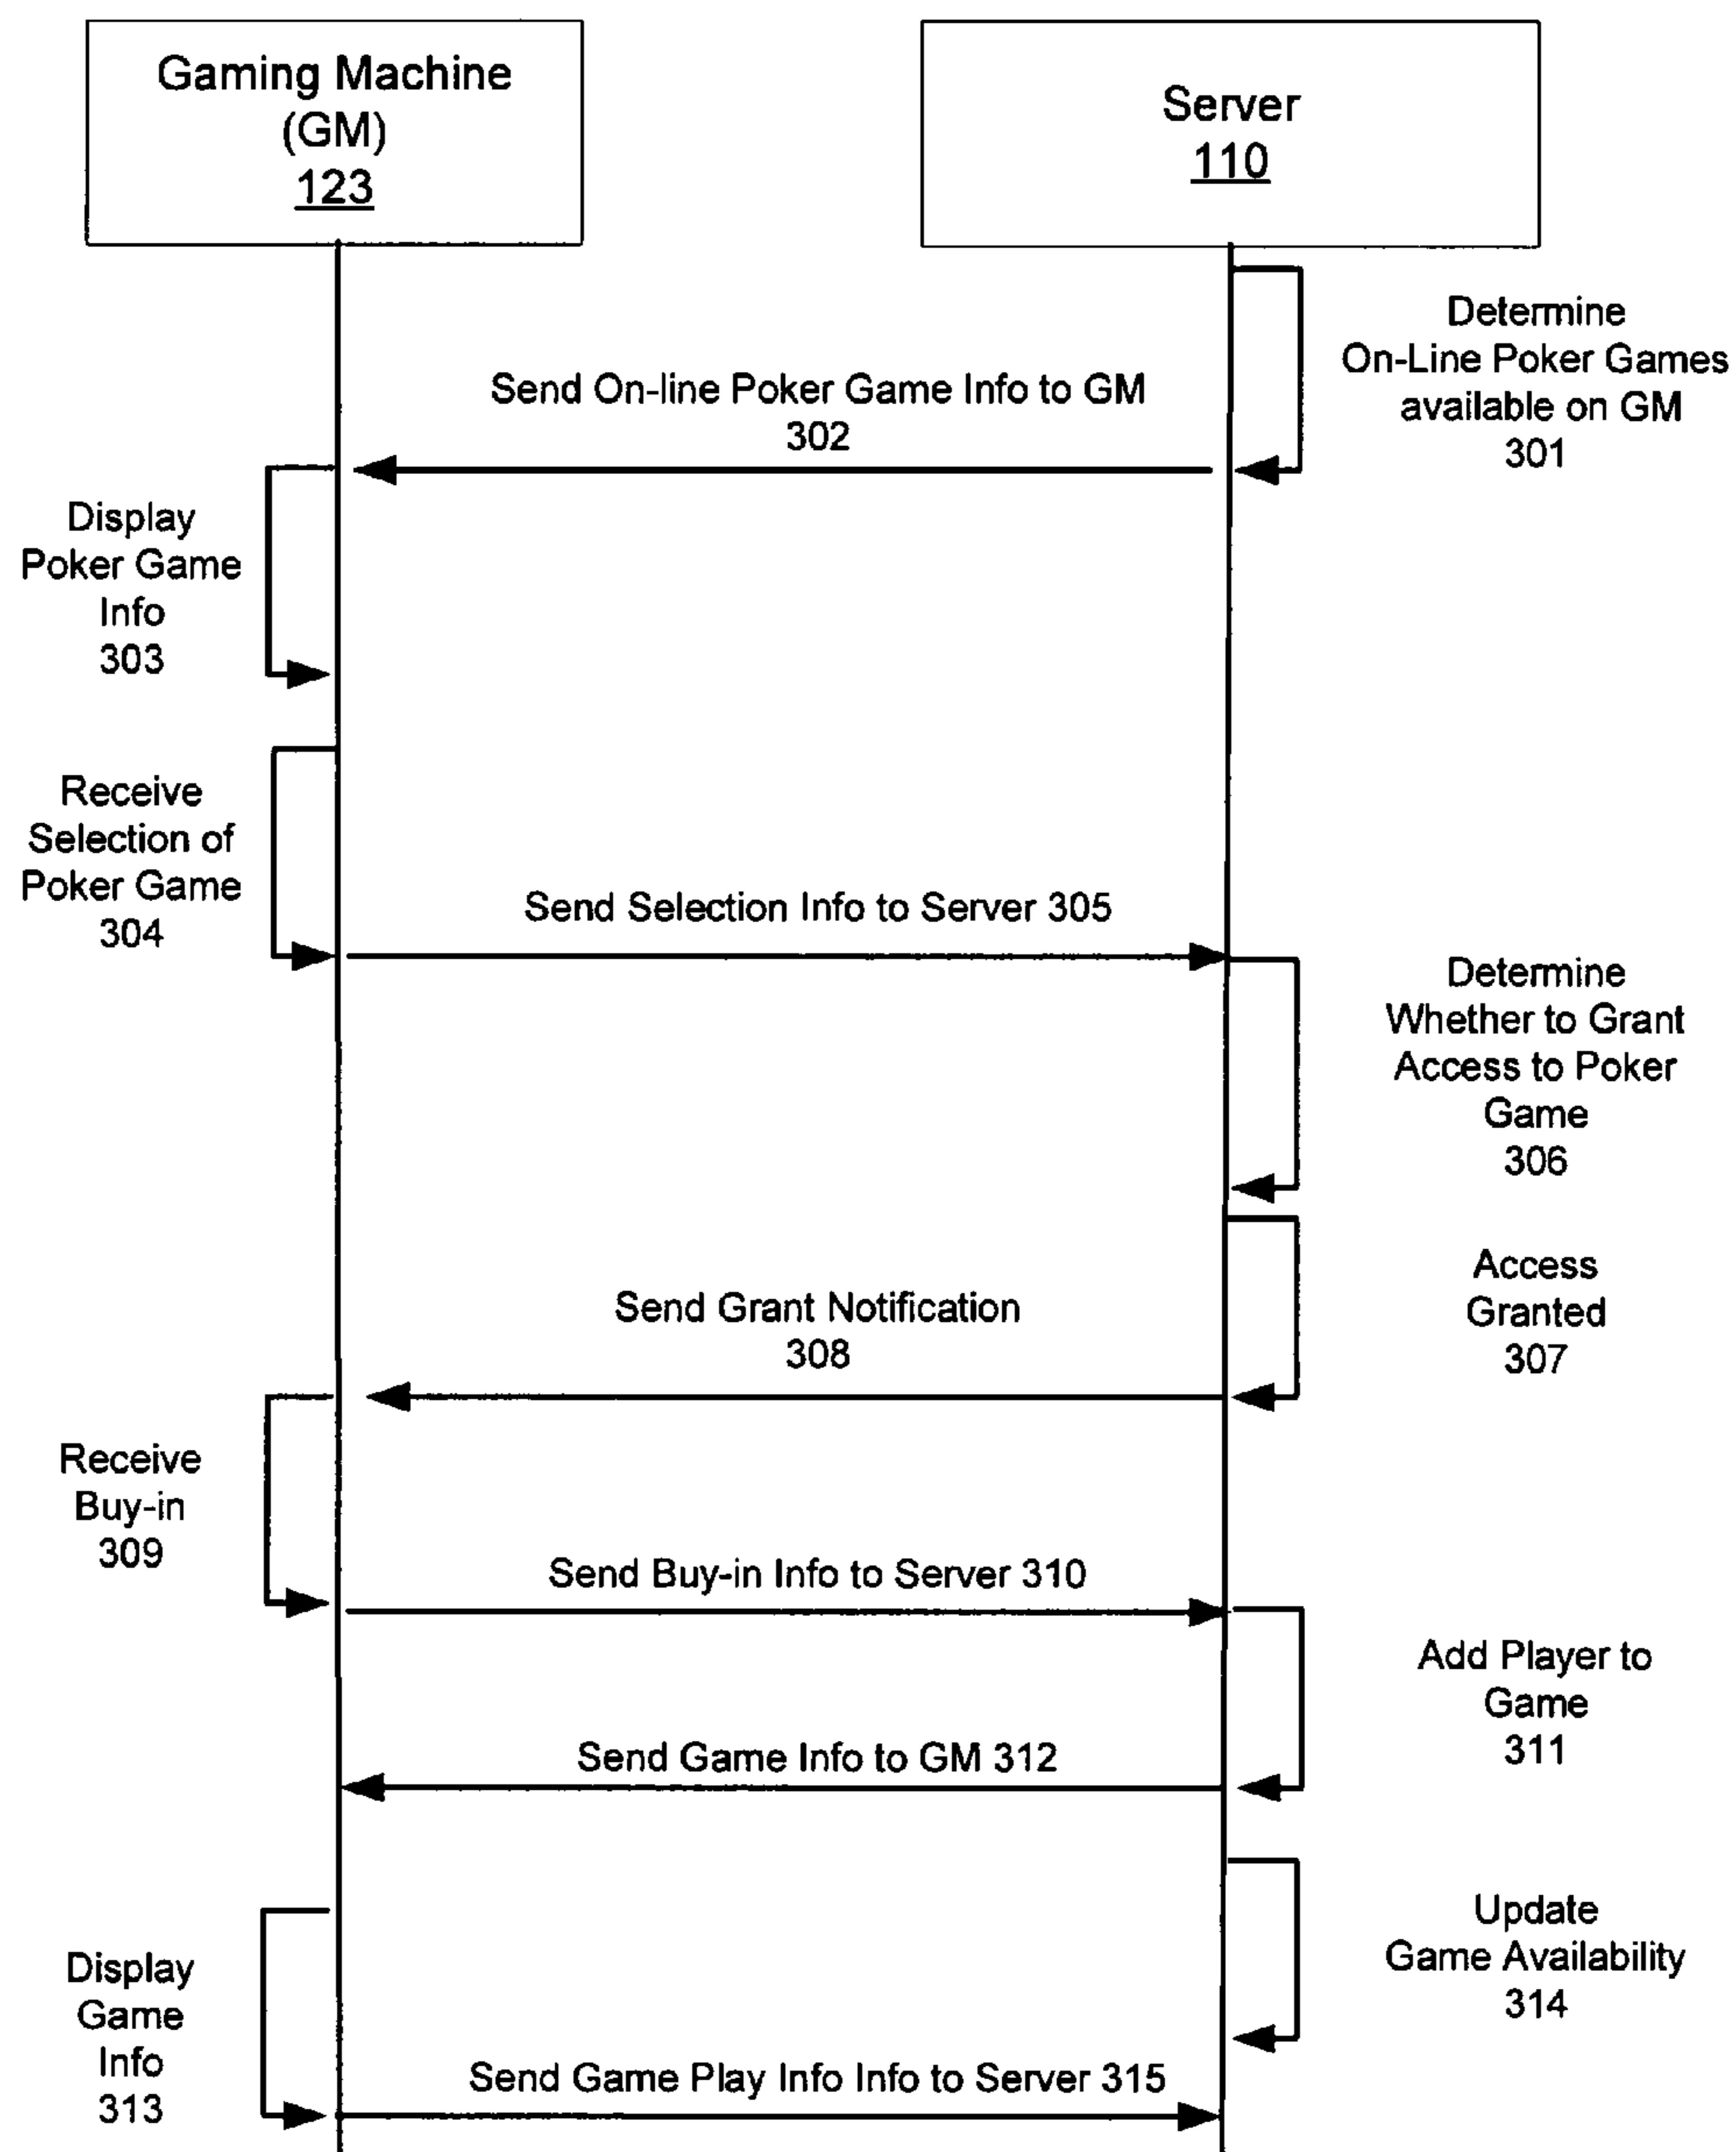 Gaming Machine
(GM)
123
Server
110
Determine
On-Line Poker Games
available on GM
301
Send On-line Poker Game Info to GM
302
Display
Poker Game
Info
303
Receive
Selection of
Poker Game
304
Send Selection Info to Server 305
Determine
Whether to Grant
Access to Poker
Game
306
Access
Granted
307
Send Grant Notification
308
Receive
Buy-in
309
Send Buy-in Info to Server 310
Add Player to
Game
311
Send Game Info to GM 312
Update
Game Availability
314
Display
Game
Info
313
Send Game Play Info Info to Server 315